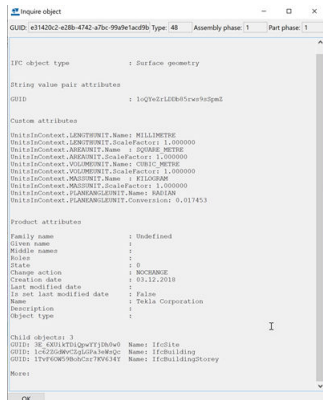 Inquire object
GUID: e31420c2-e28b-4742-a7bc-99a9e1acd9b Type: 48 Assembly phase: 1 Part phase: 1
IFC object type : Surface geometry
String value pair attributes
GUID
Custom attributes
UnitsInContext.LENGTHUNIT.Name: MILLIMETRE
UnitsInContext.LENGTHUNIT.ScaleFactor: 1.000000
UnitsInContext.AREAUNIT.Name : SQUARE_METRE
UnitsInContext.AREAUNIT.ScaleFactor: 1.000000
UnitsInContext.VOLUMEUNIT.Name: CUBIC_METRE
UnitsInContext.VOLUMEUNIT.ScaleFactor: 1.000000
UnitsInContext.MASSUNIT.Name : KILOGRAM
UnitsInContext.MASSUNIT.ScaleFactor: 1.000000
UnitsInContext.PLANEANGLEUNIT.Name: RADIAN
UnitsInContext.PLANEANGLEUNIT.Conversion: 0.017453
Product attributes
Family name : Undefined
Given name :
Middle names :
Roles :
State : 0
Change action : NOCHANGE
Creation date : 03.12.2018
Last modified date :
Is set last modified date : False
Name : Tekla Corporation
Description :
Object type :
Child objects: 3
GUID: Name: IfcSite
GUID: Name: IfcBuilding
GUID: Name: IfcBuildingStorey
More:
OK